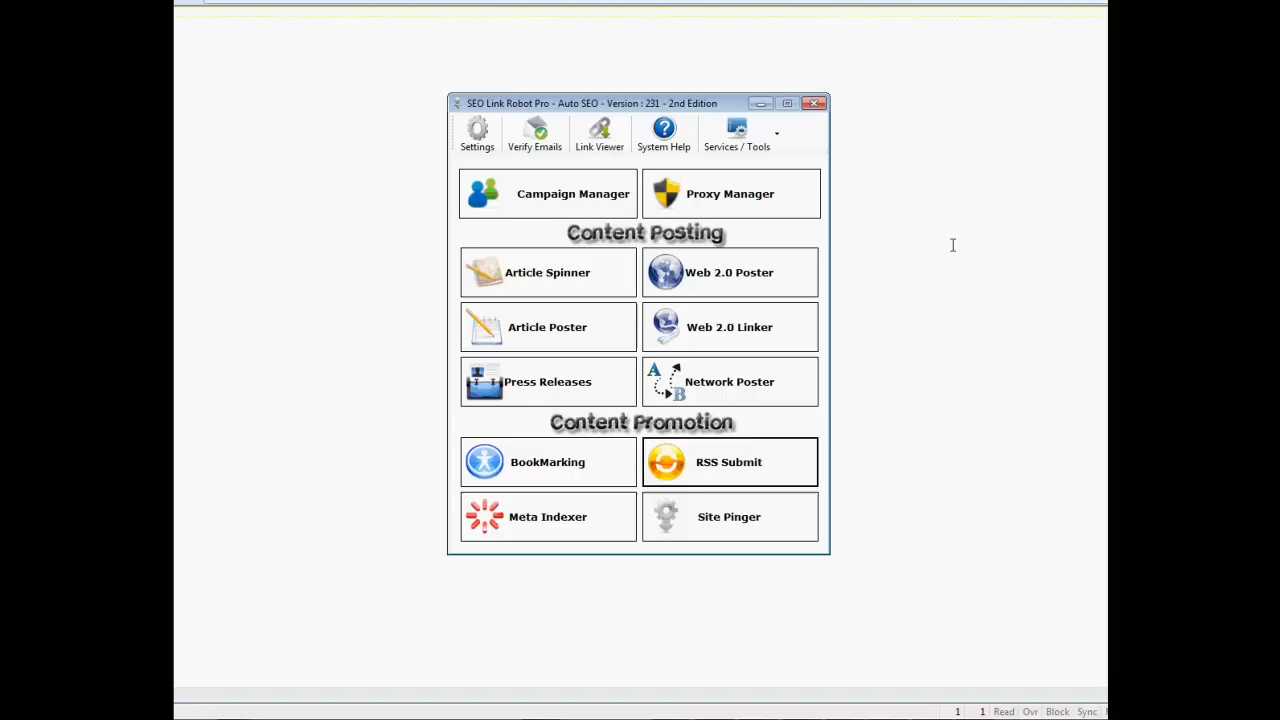 SEO Link Robot Pro - Auto SEO - Version : 231 - 2nd Edition
Settings Verify Emails Link Viewer System Help Services / Tools
Campaign Manager Proxy Manager
Content Posting
Article Spinner Web 2.0 Poster
Article Poster Web 2.0 Linker
Press Releases A B Network Poster
Content Promotion
BookMarking RSS Submit
Meta Indexer Site Pinger
1 1 Read Ovr Block Sync